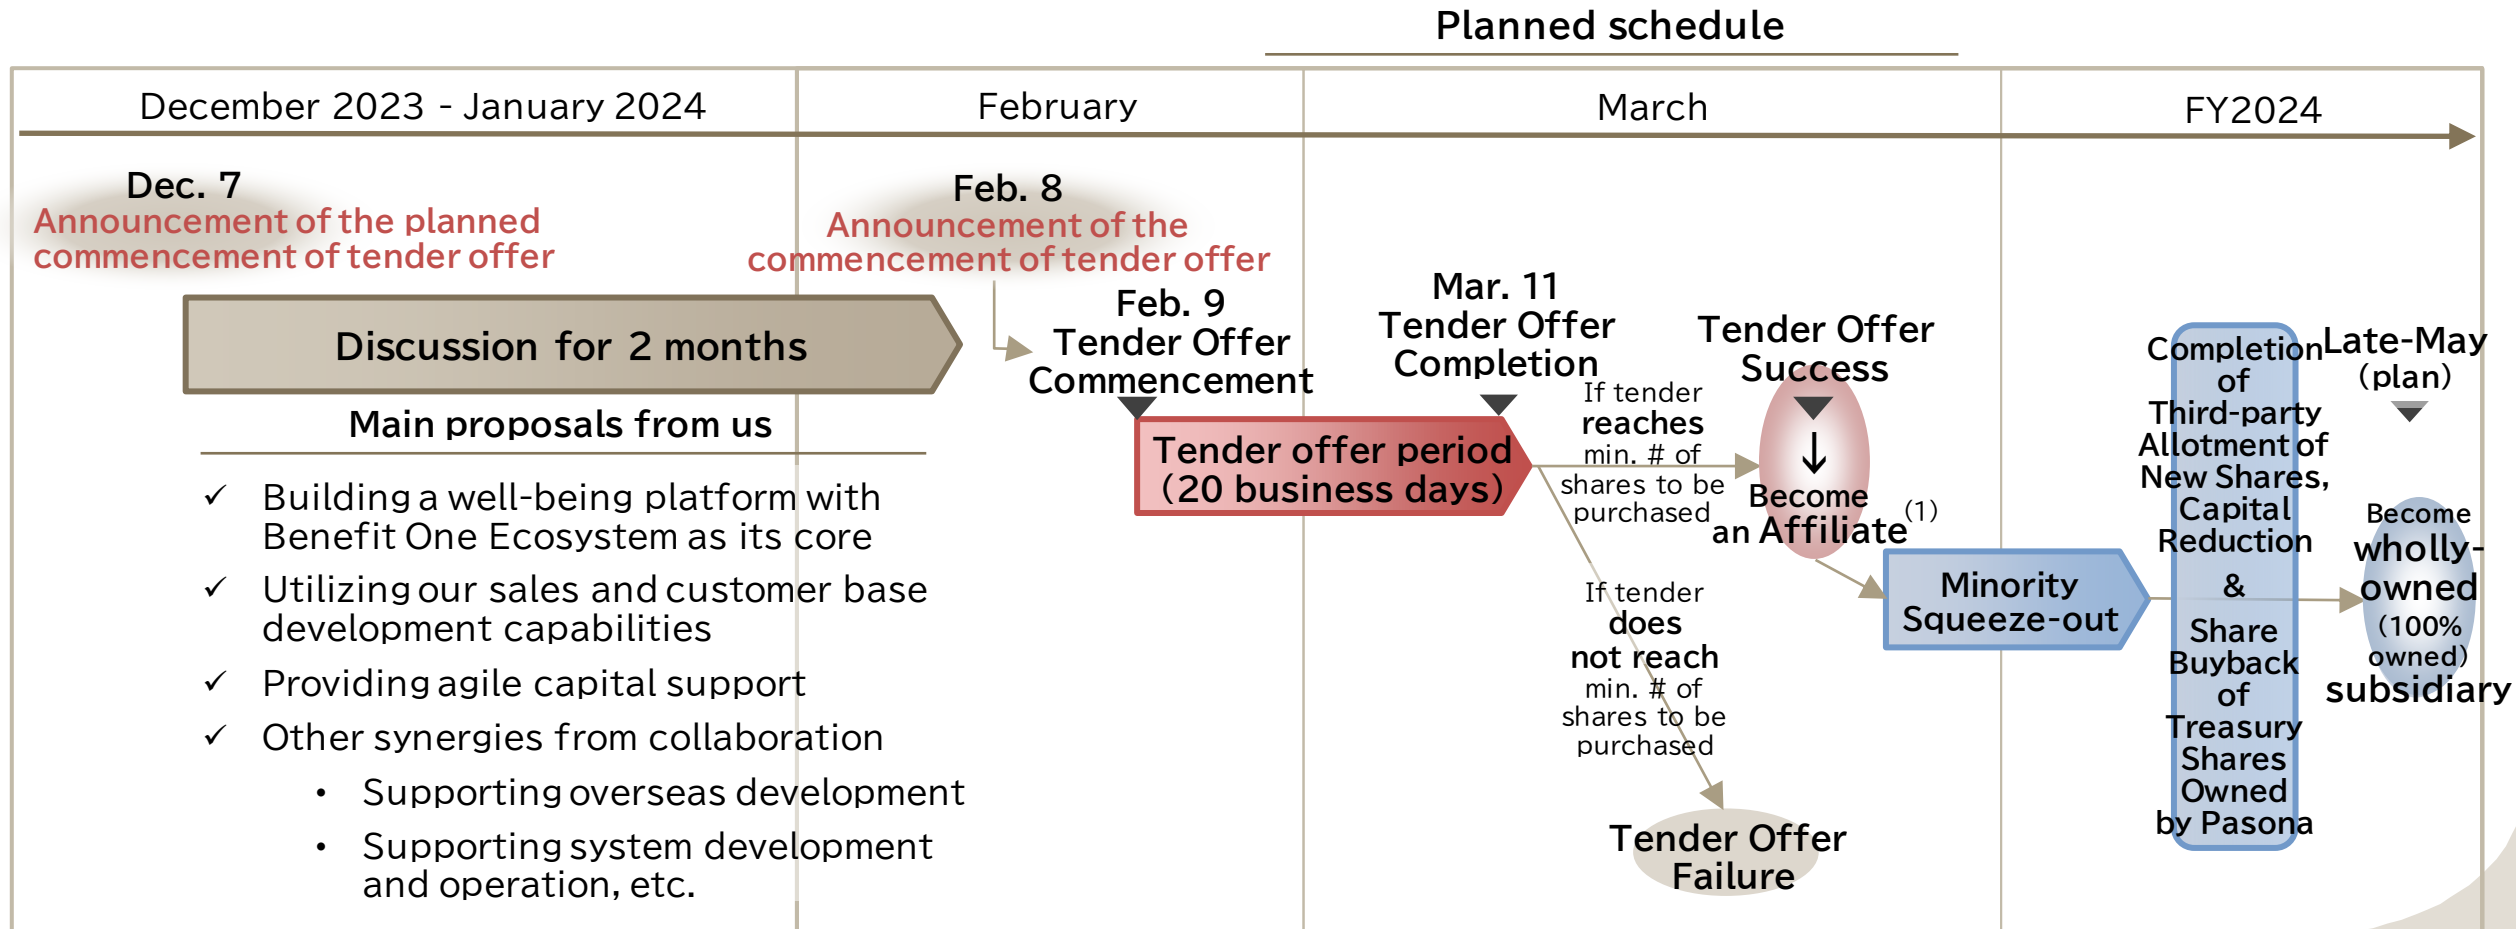 Planned schedule
December 2023 - January 2024
February
March
FY2024
Dec. 7
Announcement of the planned
commencement of tender offer
Feb. 8
Announcement of the
commencement of tender offer
Discussion for 2 months
Main proposals from us
✓ Building a well-being platform with
Benefit One Ecosystem as its core
✓ Utilizing our sales and customer base
development capabilities
✓ Providing agile capital support
✓ Other synergies from collaboration
• Supporting overseas development
• Supporting system development
and operation, etc.
Feb. 9
Tender Offer
Commencement
Tender offer period
(20 business days)
Mar. 11
Tender Offer
Completion
If tender
reaches
min. # of
shares to be
purchased
If tender
does
not reach
min. # of
shares to be
purchased
Tender Offer
Failure
Tender Offer
Success
↓
Become
an Affiliate(1)
Minority
Squeeze-out
Completion
of
Third-party
Allotment of
New Shares,
Capital
Reduction
&
Share
Buyback
of
Treasury
Shares
Owned
by Pasona
Late-May
(plan)
Become
wholly-
owned
(100%
owned)
subsidiary